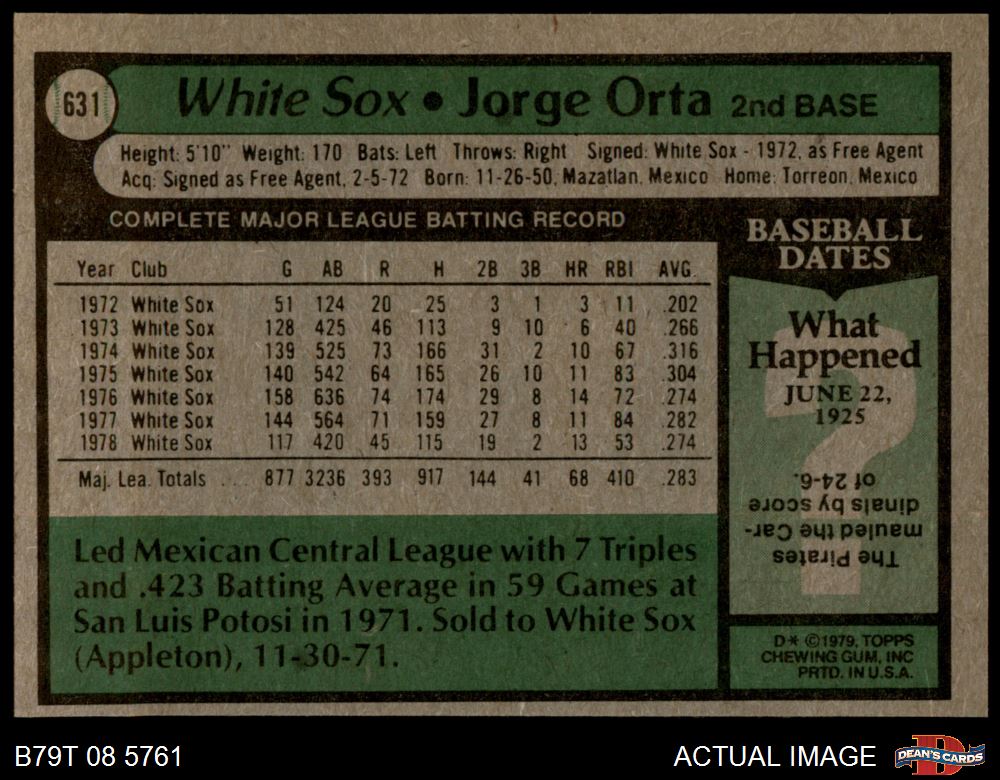 631
White Sox • Jorge Orta 2nd BASE
Height: 5'10" Weight: 170 Bats: Left Throws: Right Signed: White Sox - 1972, as Free Agent
Acq: Signed as Free Agent, 2-5-72 Born: 11-26-50, Mazatlan, Mexico Home: Torreon, Mexico
COMPLETE MAJOR LEAGUE BATTING RECORD
Year Club G AB R H 2B 3B HR RBI AVG.
1972 White Sox 51 124 20 25 3 1 3 11 .202
1973 White Sox 128 425 46 113 9 10 6 40 .266
1974 White Sox 139 525 73 166 31 2 10 67 .316
1975 White Sox 140 542 64 165 26 10 11 83 .304
1976 White Sox 158 636 74 174 29 8 14 72 .274
1977 White Sox 144 564 71 159 27 8 11 84 .282
1978 White Sox 117 420 45 115 19 2 13 53 .274
Maj. Lea. Totals ... 877 3236 393 917 144 41 68 410 .283
Led Mexican Central League with 7 Triples
and .423 Batting Average in 59 Games at
San Luis Potosi in 1971. Sold to White Sox
(Appleton), 11-30-71.
BASEBALL
DATES
What
Happened
JUNE 22,
1925
?
The Pirates
mauled the Car-
dinals by score
of 24-6.
D* ©1979, TOPPS
CHEWING GUM, INC
PRTD. IN U.S.A.
B79T 08 5761
ACTUAL IMAGE
D
DEAN'S CARDS